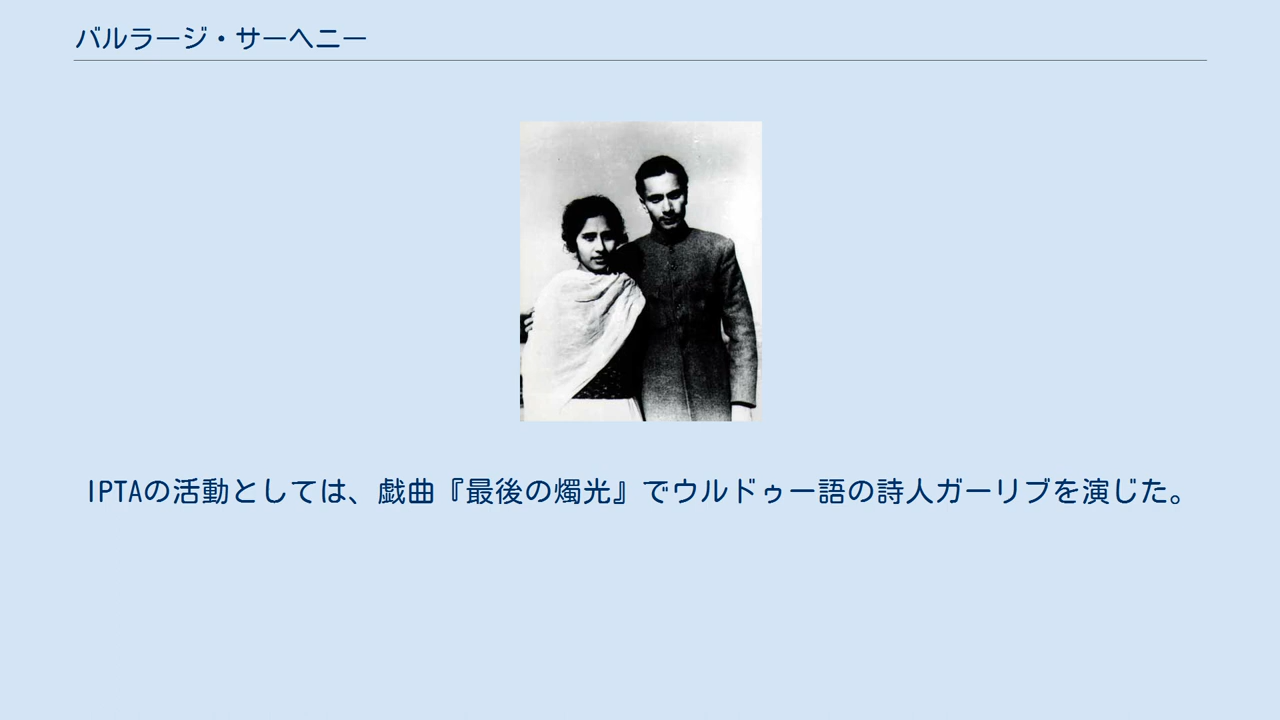 バルラージ・サーヘニー
IPTAの活動としては、戯曲『最後の燭光』でウルドゥー語の詩人ガーリブを演じた。